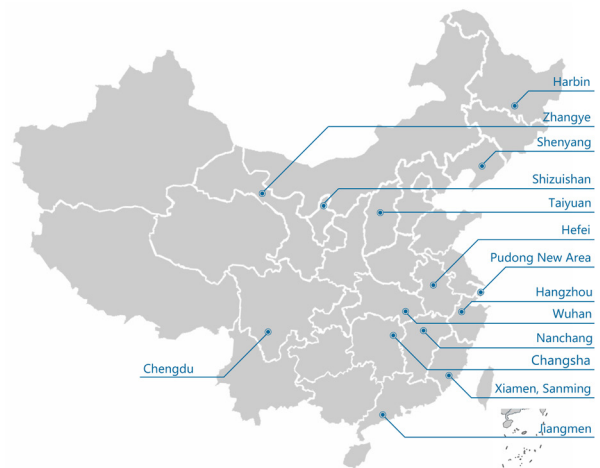 Harbin
Zhangye
Shenyang
Shizuishan
Taiyuan
Hefei
Pudong New Area
Hangzhou
Wuhan
Nanchang
Changsha
Chengdu
Xiamen, Sanming
Jiangmen